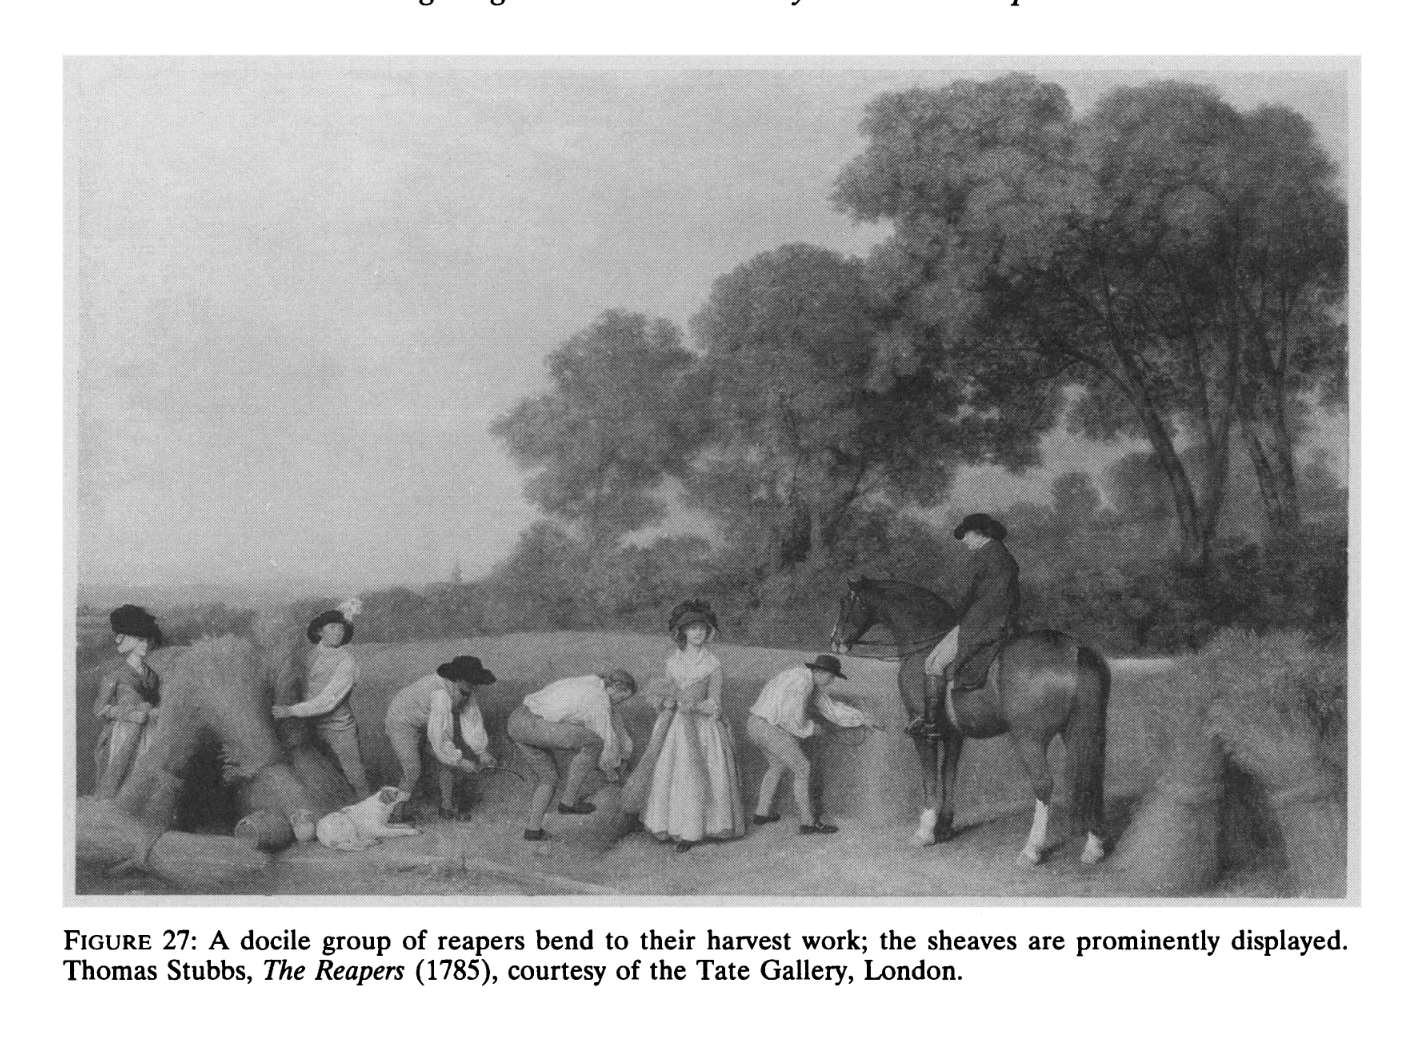 FIGURE 27: A docile group of reapers bend to their harvest work; the sheaves are prominently displayed.
Thomas Stubbs, The Reapers (1785), courtesy of the Tate Gallery, London.